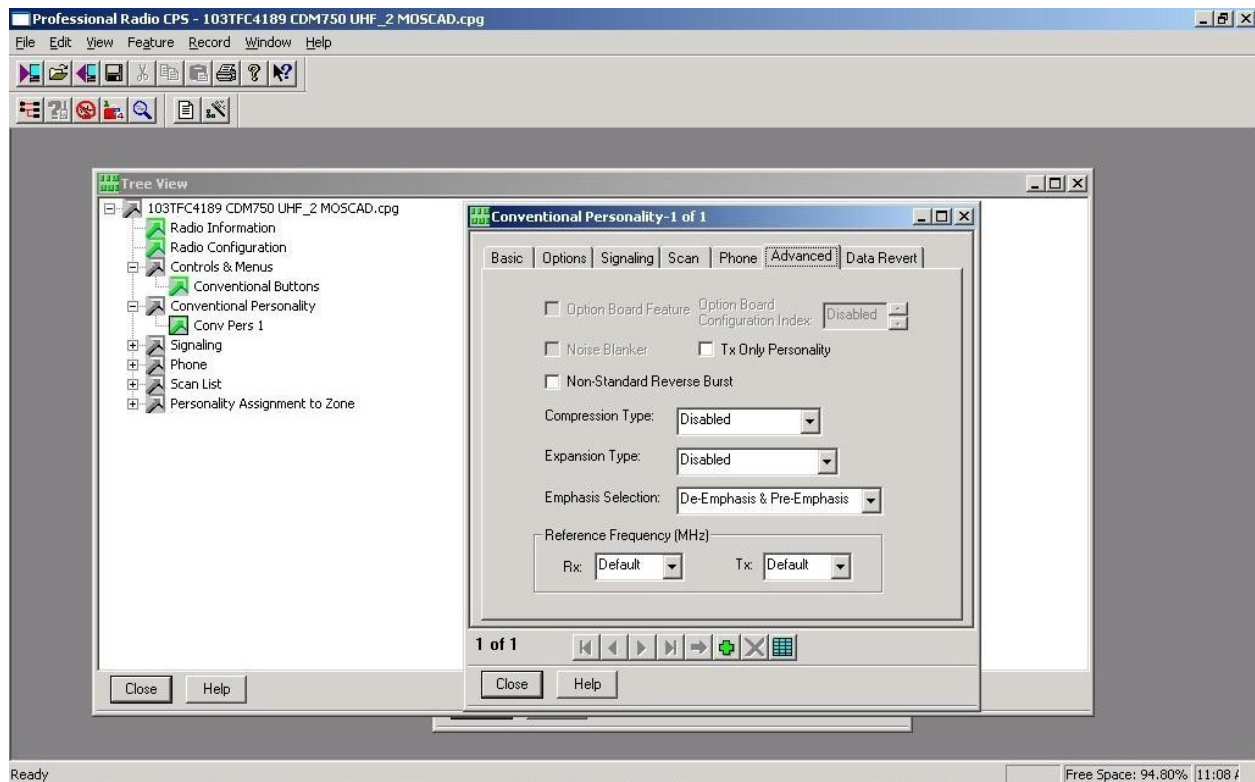 Professional Radio CPS - 103TFC4189 CDM750 UHF_2 MOSCAD.cpg
File Edit View Feature Record Window Help
Tree View
103TFC4189 CDM750 UHF_2 MOSCAD.cpg
Radio Information
Radio Configuration
Controls & Menus
Conventional Buttons
Conventional Personality
Conv Pers 1
Signaling
Phone
Scan List
Personality Assignment to Zone
Close Help
Conventional Personality-1 of 1
Basic Options Signaling Scan Phone Advanced Data Revert
Option Board Feature
Option Board Configuration Index: Disabled
Noise Blanker Tx Only Personality
Non-Standard Reverse Burst
Compression Type: Disabled
Expansion Type: Disabled
Emphasis Selection: De-Emphasis & Pre-Emphasis
Reference Frequency (MHz)
Rx: Default Tx: Default
1 of 1
Close Help
Ready Free Space: 94.80% 11:08